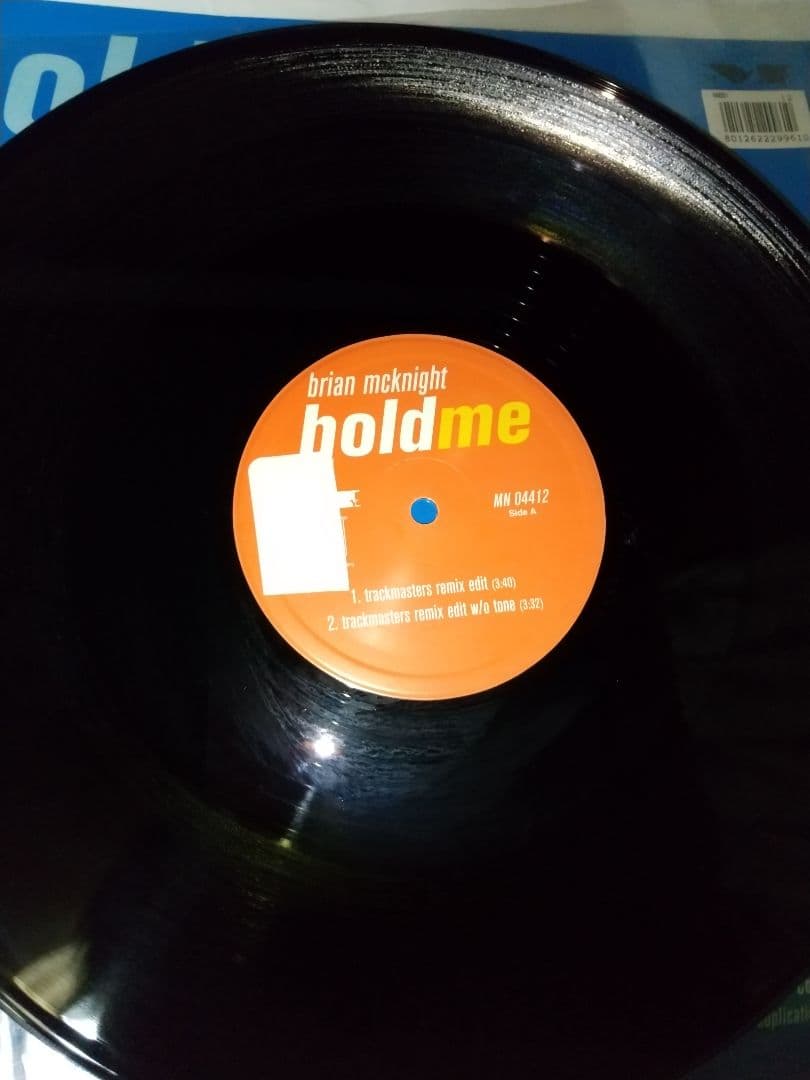 brian mcknight
holdme
MN 04412
Side A
1. trackmasters remix edit (3:40)
2. trackmasters remix edit w/o tone (3:32)